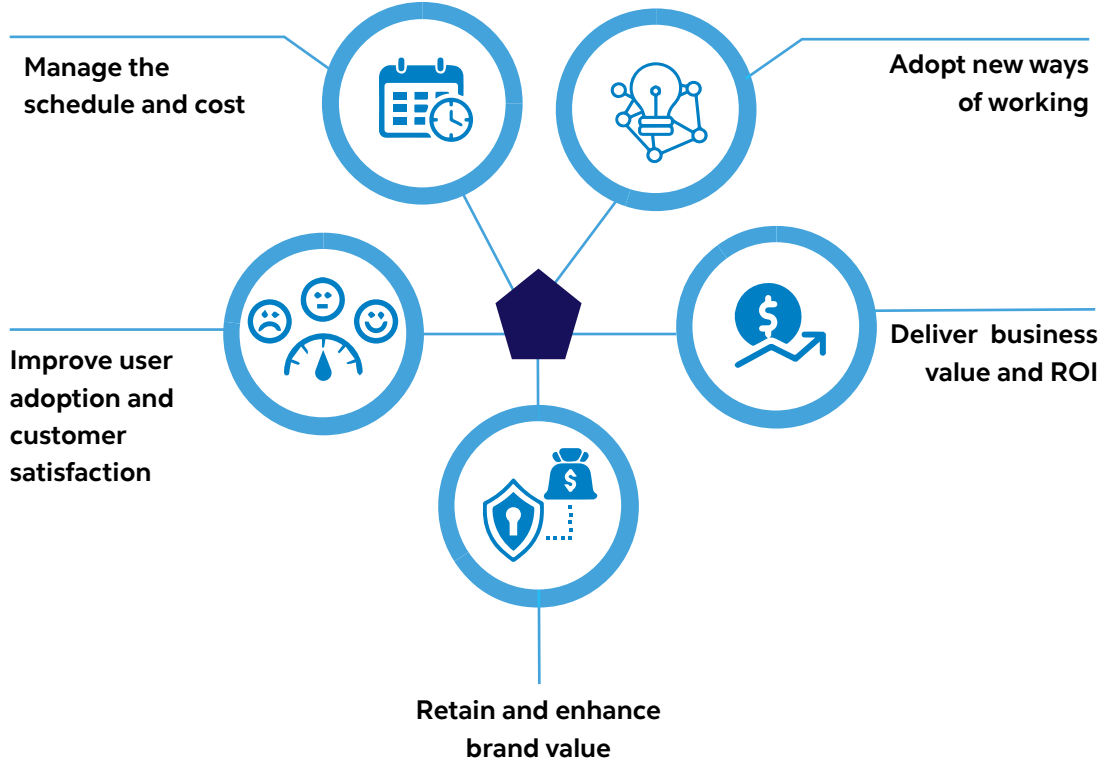 Manage the
schedule and cost
Adopt new ways
of working
Improve user
adoption and
customer
satisfaction
Deliver  business
value and ROI
Retain and enhance
brand value